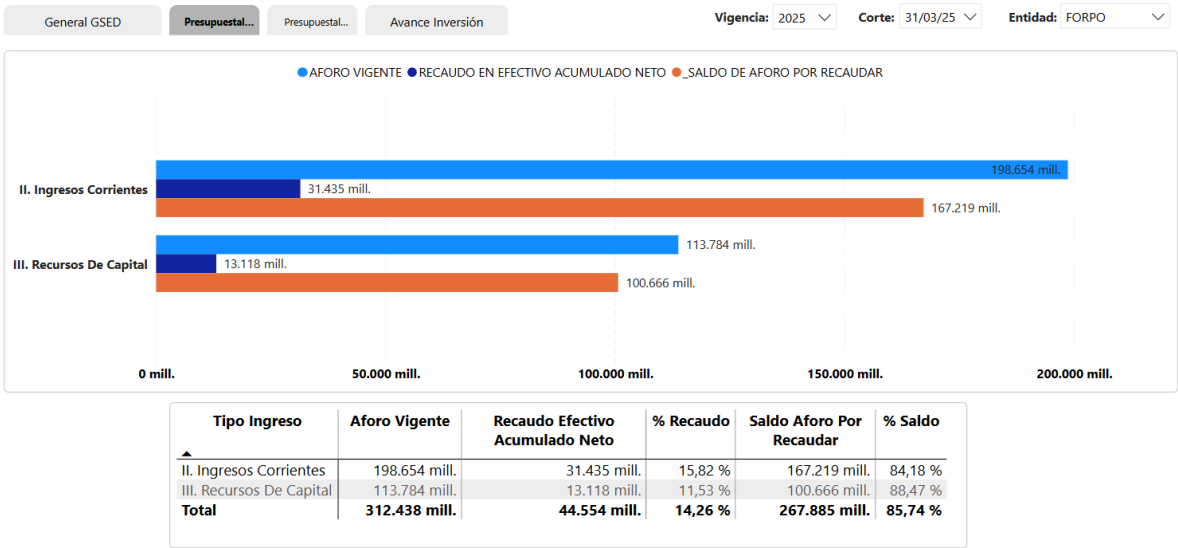 General GSED
Presupuestal...
Presupuestal...
Avance Inversión
Vigencia: 2025
Corte: 31/03/25
Entidad: FORPO
AFORO VIGENTE RECAUDO EN EFECTIVO ACUMULADO NETO _SALDO DE AFORO POR RECAUDAR
198.654 mill.
II. Ingresos Corrientes
31.435 mill.
167.219 mill.
113.784 mill.
III. Recursos De Capital
13.118 mill.
100.666 mill.
0 mill. 50.000 mill. 100.000 mill. 150.000 mill. 200.000 mill.
Tipo Ingreso Aforo Vigente Recaudo Efectivo % Recaudo Saldo Aforo Por % Saldo
Acumulado Neto Recaudar
II. Ingresos Corrientes 198.654 mill. 31.435 mill. 15,82 % 167.219 mill. 84,18 %
III. Recursos De Capital 113.784 mill. 13.118 mill. 11,53 % 100.666 mill. 88,47 %
Total 312.438 mill. 44.554 mill. 14,26 % 267.885 mill. 85,74 %